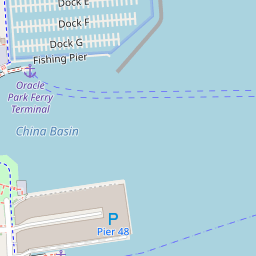 Dock E
Dock F
Dock G
Fishing Pier
Oracle
Park Ferry
Terminal
China Basin
P
Pier 48